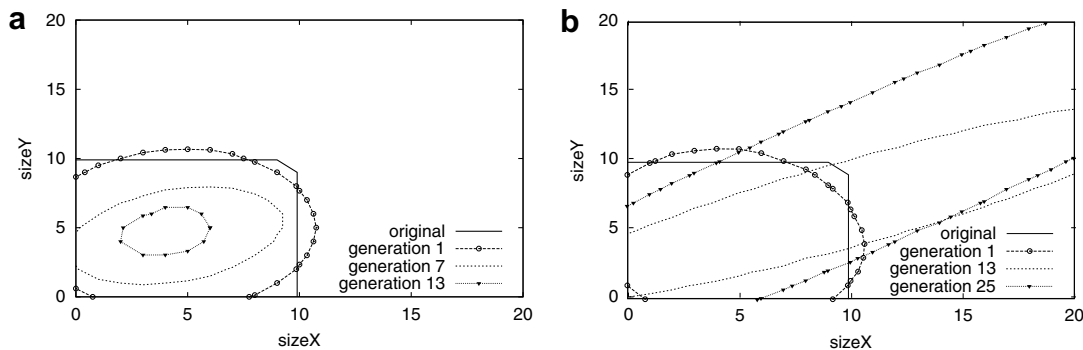 a
20
15
10
5
0
sizeY
0 5 10 15 20
sizeX
original
generation 1
generation 7
generation 13
b
20
15
10
5
0
sizeY
0 5 10 15 20
sizeX
original
generation 1
generation 13
generation 25